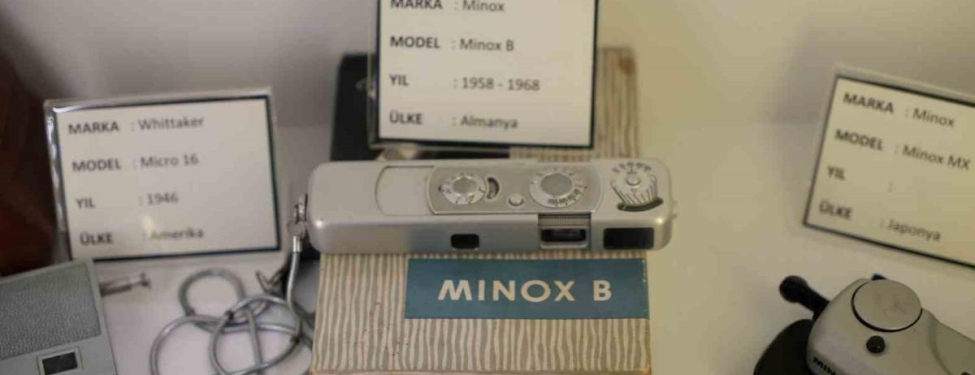 MARKA : Whittaker
MODEL : Micro 16
YIL : 1946
ÜLKE : Amerika
MARKA : Minox
MODEL : Minox B
YIL : 1958 - 1968
ÜLKE : Almanya
MARKA : Minox
MODEL : Minox MX
YIL :
ÜLKE : Japonya
MINOX B